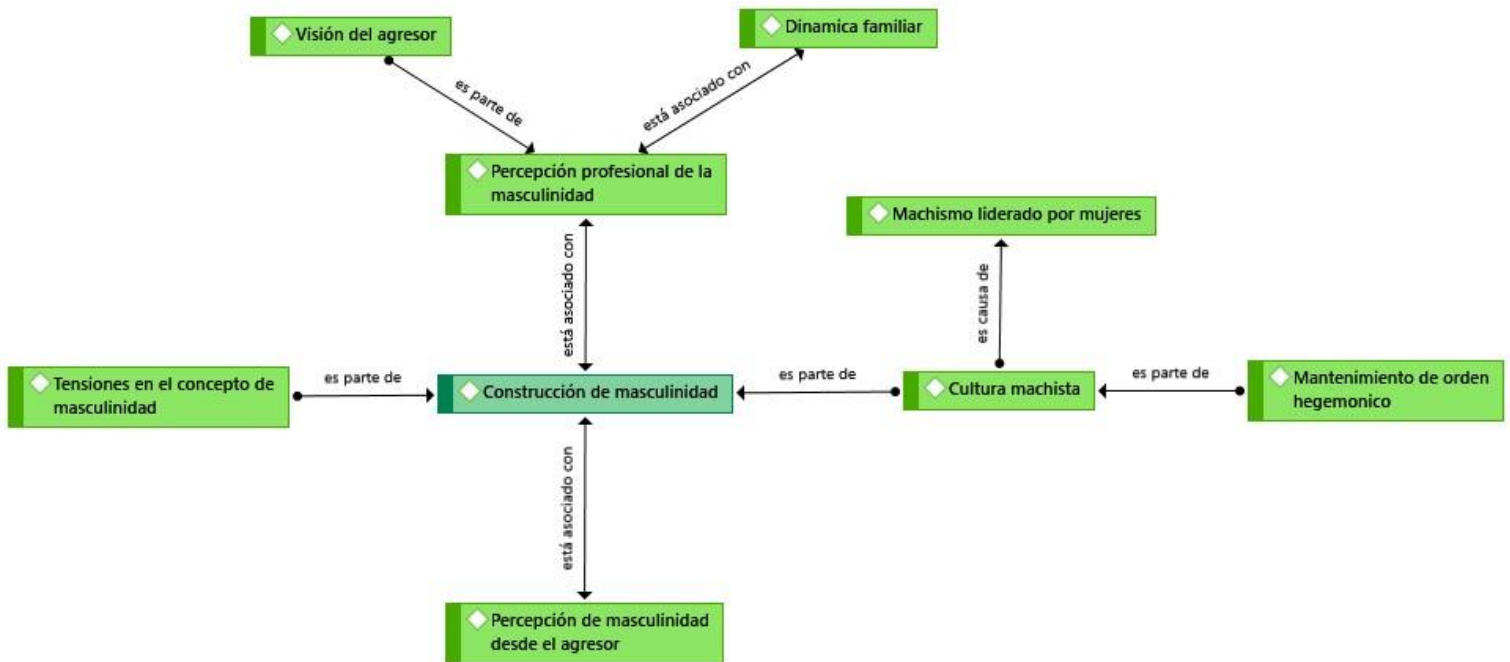 Visión del agresor
Dinamica familiar
es parte de
está asociado con
Percepción profesional de la
masculinidad
Machismo liderado por mujeres
está asociado con
es causa de
Tensiones en el concepto de
masculinidad
es parte de
Construcción de masculinidad
es parte de
Cultura machista
es parte de
Mantenimiento de orden
hegemonico
está asociado con
Percepción de masculinidad
desde el agresor